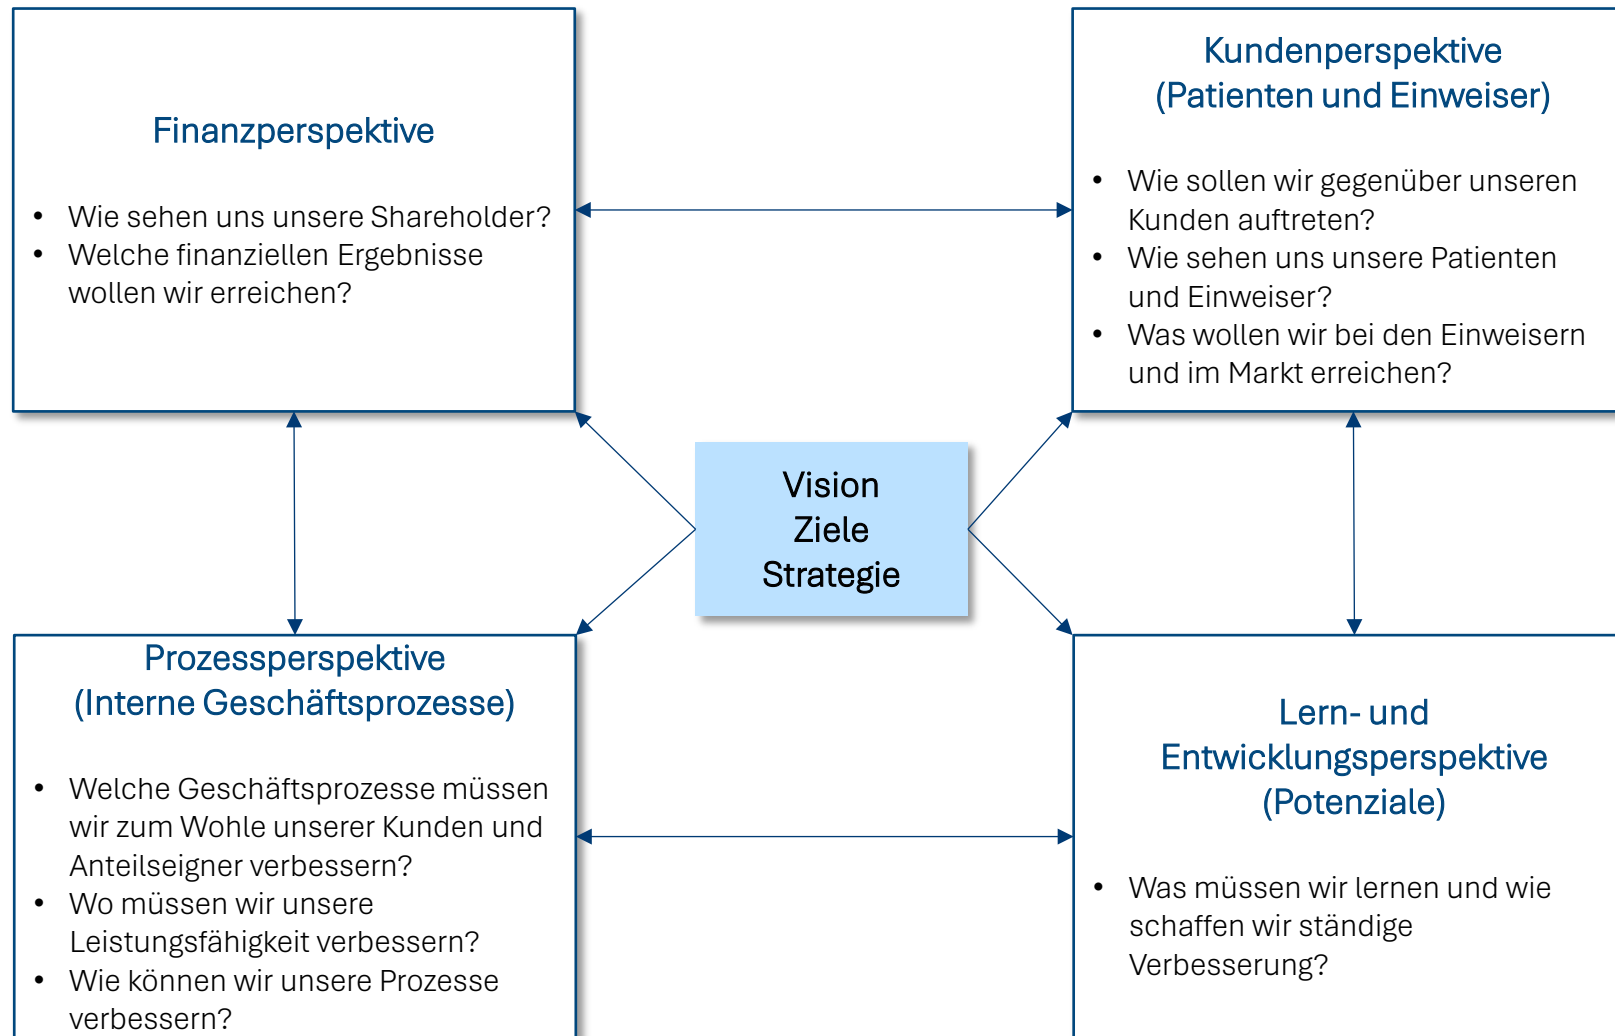 Finanzperspektive
• Wie sehen uns unsere Shareholder?
• Welche finanziellen Ergebnisse
wollen wir erreichen?
Kundenperspektive
(Patienten und Einweiser)
• Wie sollen wir gegenüber unseren
Kunden auftreten?
• Wie sehen uns unsere Patienten
und Einweiser?
• Was wollen wir bei den Einweisern
und im Markt erreichen?
Vision
Ziele
Strategie
Prozessperspektive
(Interne Geschäftsprozesse)
• Welche Geschäftsprozesse müssen
wir zum Wohle unserer Kunden und
Anteilseigner verbessern?
• Wo müssen wir unsere
Leistungsfähigkeit verbessern?
• Wie können wir unsere Prozesse
verbessern?
Lern- und
Entwicklungsperspektive
(Potenziale)
• Was müssen wir lernen und wie
schaffen wir ständige
Verbesserung?